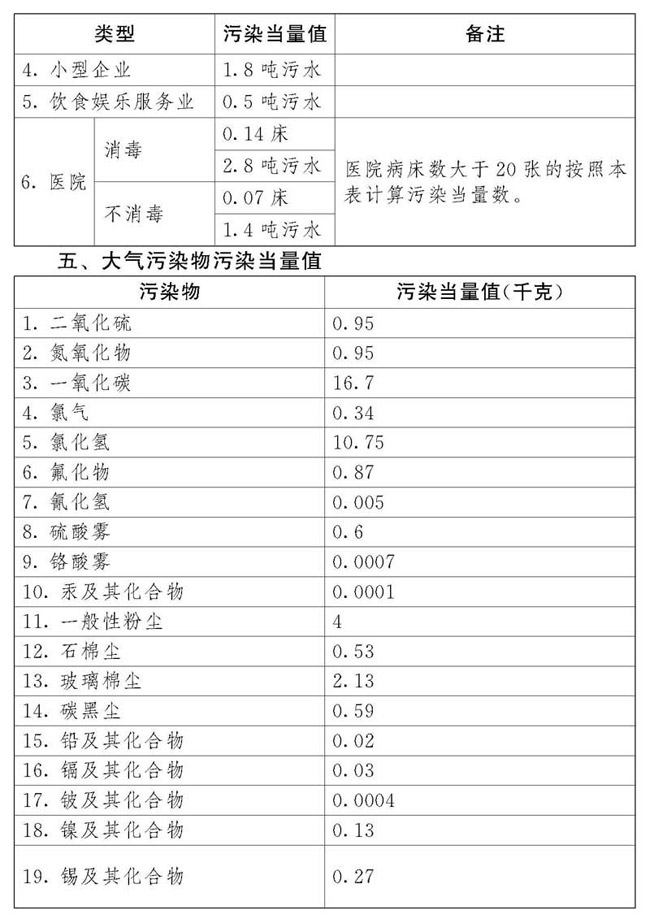 类型 污染当量值 备注
4. 小型企业 1.8吨污水
5. 饮食娱乐服务业 0.5吨污水
6. 医院 消毒 0.14床
2.8吨污水
不消毒 0.07床
1.4吨污水
医院病床数大于20张的按照本
表计算污染当量数。
五、大气污染物污染当量值
污染物 污染当量值(千克)
1. 二氧化硫 0.95
2. 氮氧化物 0.95
3. 一氧化碳 16.7
4. 氯气 0.34
5. 氯化氢 10.75
6. 氟化物 0.87
7. 氰化氢 0.005
8. 硫酸雾 0.6
9. 铬酸雾 0.0007
10. 汞及其化合物 0.0001
11. 一般性粉尘 4
12. 石棉尘 0.53
13. 玻璃棉尘 2.13
14. 碳黑尘 0.59
15. 铅及其化合物 0.02
16. 镉及其化合物 0.03
17. 铍及其化合物 0.0004
18. 镍及其化合物 0.13
19. 锡及其化合物 0.27